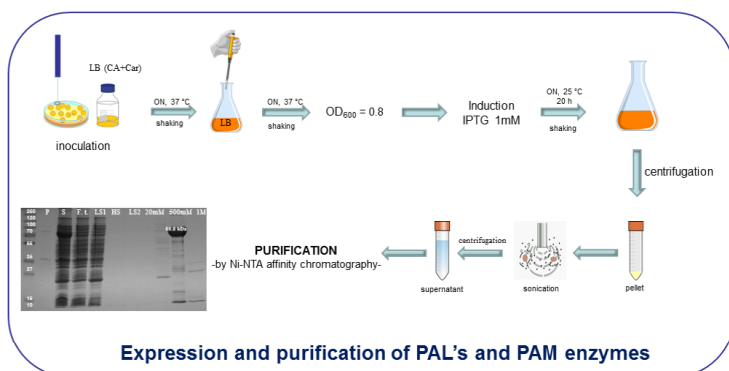 LB (CA+Car)
inoculation
ON, 37 °C
shaking
LB
ON, 37 °C
shaking
OD600 = 0.8
Induction
IPTG 1mM
ON, 25 °C
20 h
shaking
centrifugation
pellet
sonication
centrifugation
supernatant
PURIFICATION
-by Ni-NTA affinity chromatography-
P S F. t. LS1 HS LS2 20mM 500mM 1M
Expression and purification of PAL's and PAM enzymes